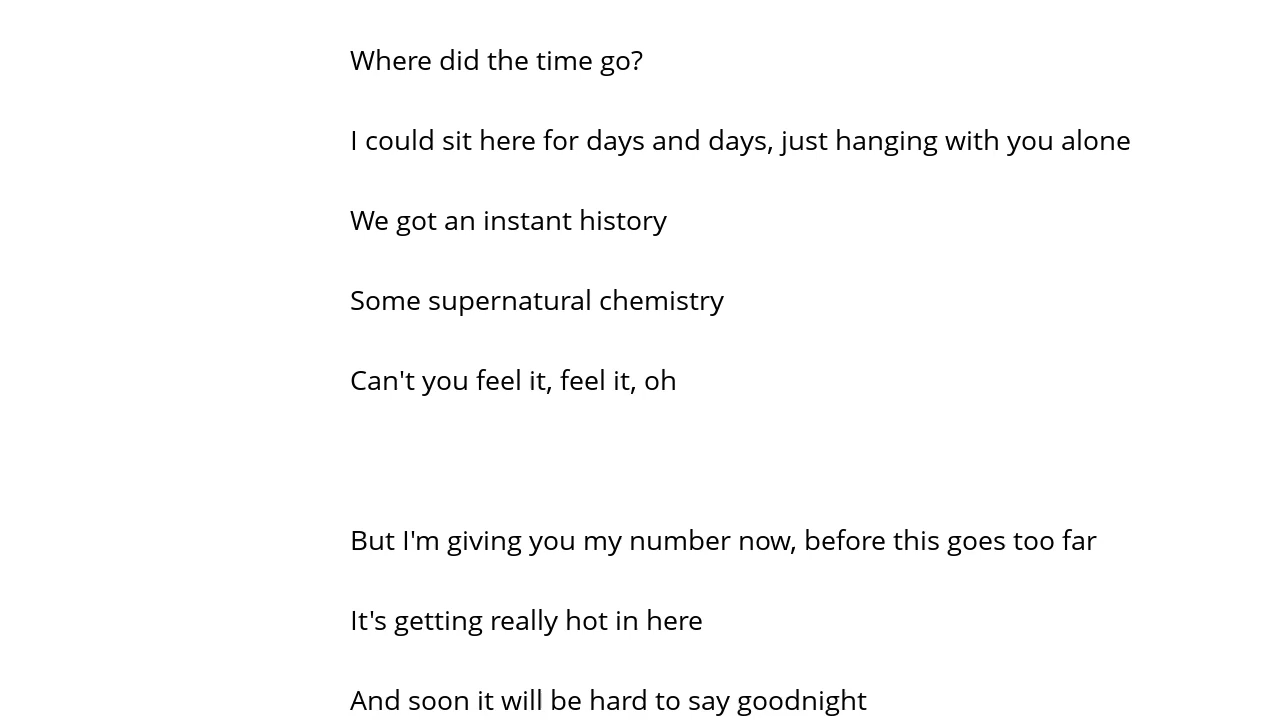 Where did the time go?
I could sit here for days and days, just hanging with you alone
We got an instant history
Some supernatural chemistry
Can't you feel it, feel it, oh
But I'm giving you my number now, before this goes too far
It's getting really hot in here
And soon it will be hard to say goodnight